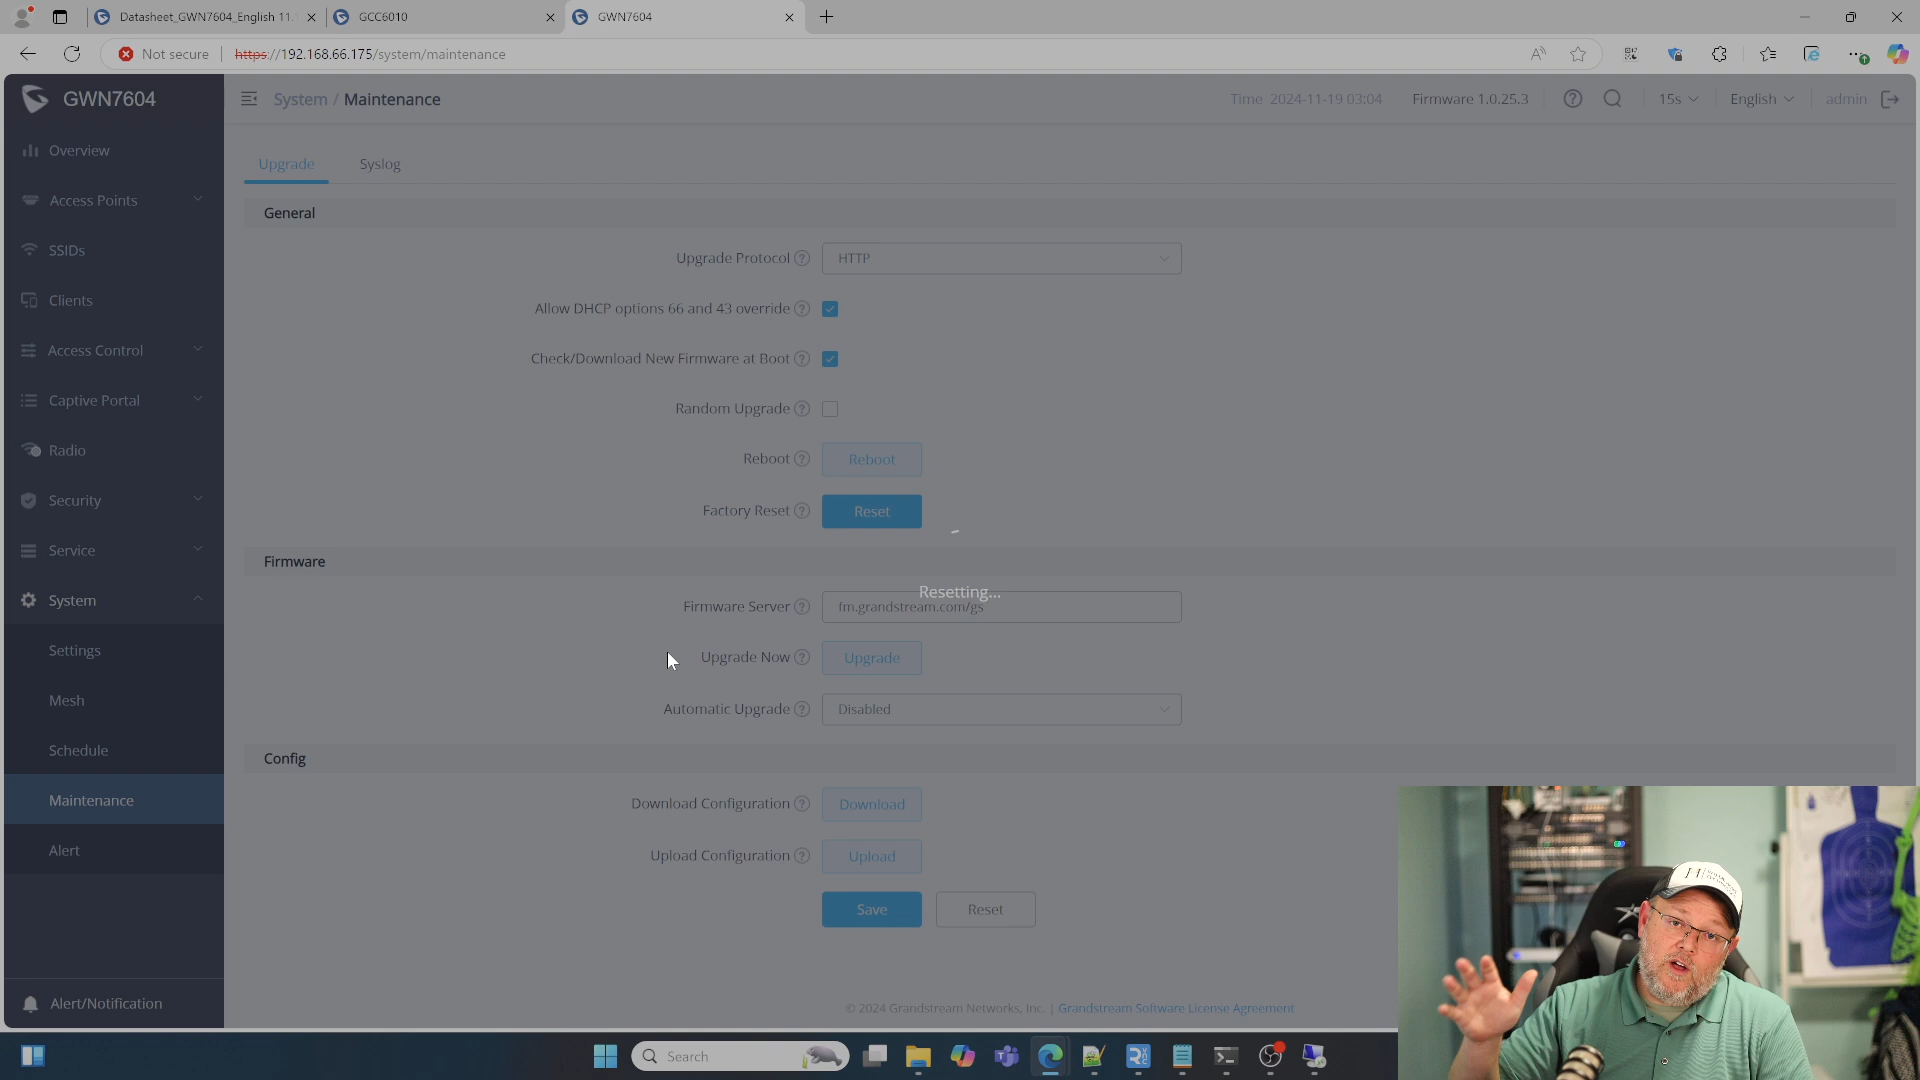 Datasheet_GWN7604_English 11.
GCC6010
GWN7604
Not secure
https://192.168.66.175/system/maintenance
GWN7604
System / Maintenance
Time 2024-11-19 03:04
Firmware 1.0.25.3
15s
English
admin
Overview
Access Points
SSIDs
Clients
Access Control
Captive Portal
Radio
Security
Service
System
Settings
Mesh
Schedule
Maintenance
Alert
Alert/Notification
Upgrade
Syslog
General
Upgrade Protocol
HTTP
Allow DHCP options 66 and 43 override
Check/Download New Firmware at Boot
Random Upgrade
Reboot
Reboot
Factory Reset
Reset
Firmware
Resetting...
Firmware Server
fm.grandstream.com/gs
Upgrade Now
Upgrade
Automatic Upgrade
Disabled
Config
Download Configuration
Download
Upload Configuration
Upload
Save
Reset
© 2024 Grandstream Networks, Inc. | Grandstream Software License Agreement
Search